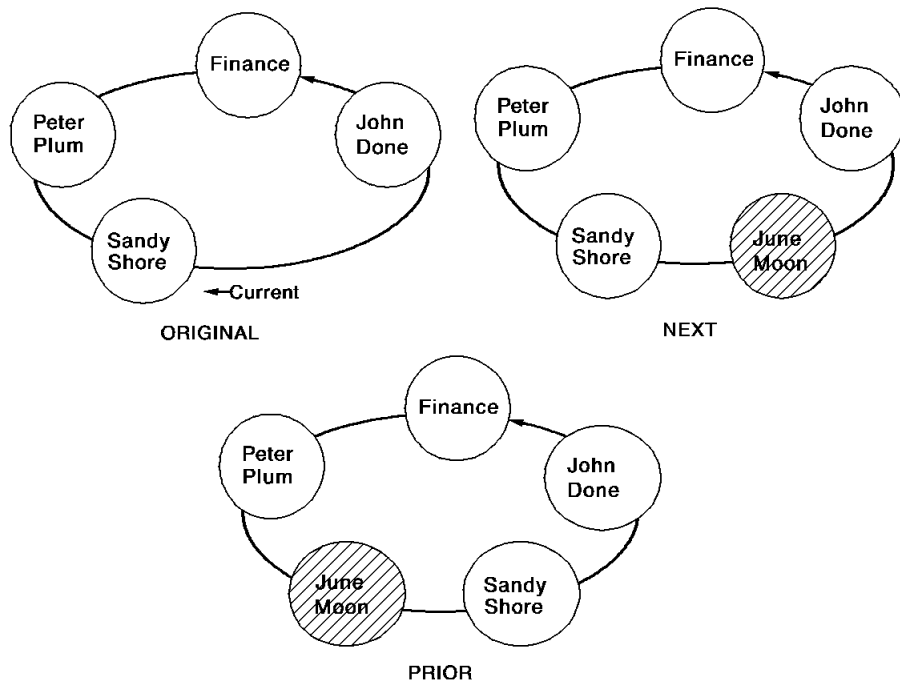 Finance
Peter
Plum
John
Done
Sandy
Shore
Current
ORIGINAL
Finance
Peter
Plum
John
Done
Sandy
Shore
June
Moon
NEXT
Finance
Peter
Plum
John
Done
June
Moon
Sandy
Shore
PRIOR